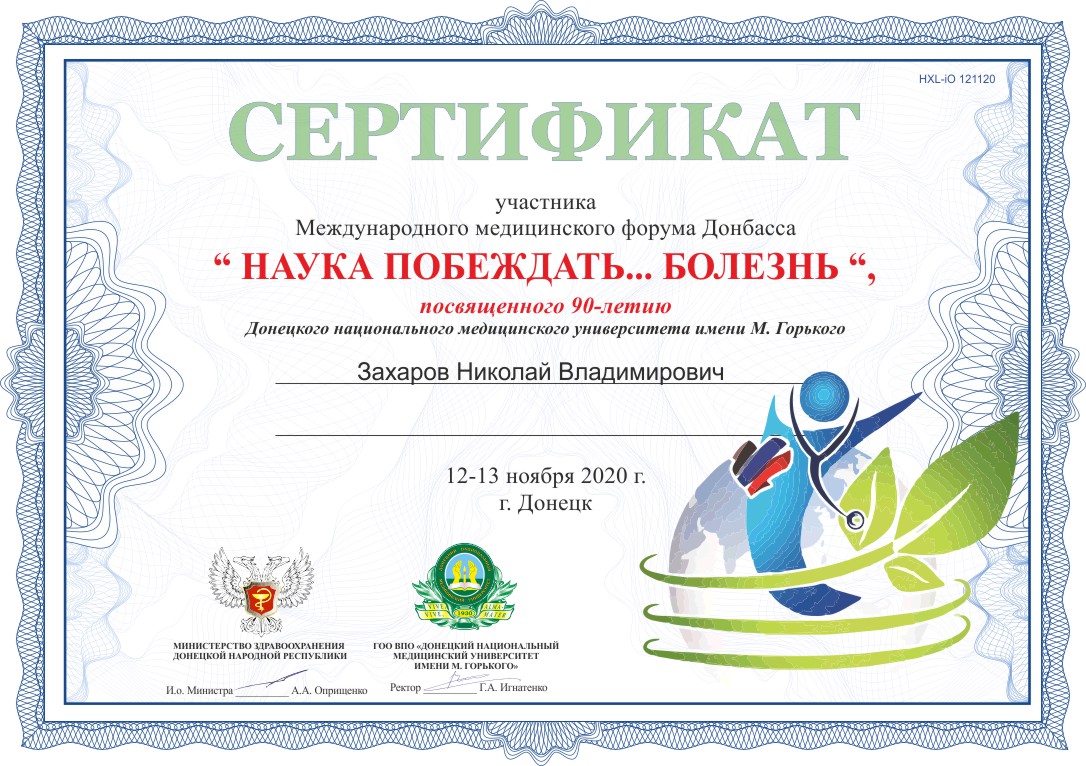 HXL-iO 121120
СЕРТИФИКАТ
участника
Международного медицинского форума Донбасса
“ НАУКА ПОБЕЖДАТЬ... БОЛЕЗНЬ “,
посвященного 90-летию
Донецкого национального медицинского университета имени М. Горького
Захаров Николай Владимирович
12-13 ноября 2020 г.
г. Донецк
МИНИСТЕРСТВО ЗДРАВООХРАНЕНИЯ
ДОНЕЦКОЙ НАРОДНОЙ РЕСПУБЛИКИ
И.о. Министра А.А. Оприщенко
VIVE VIVE
ALMA MATER
1930
ГОО ВПО «ДОНЕЦКИЙ НАЦИОНАЛЬНЫЙ
МЕДИЦИНСКИЙ УНИВЕРСИТЕТ
ИМЕНИ М. ГОРЬКОГО»
Ректор Г.А. Игнатенко